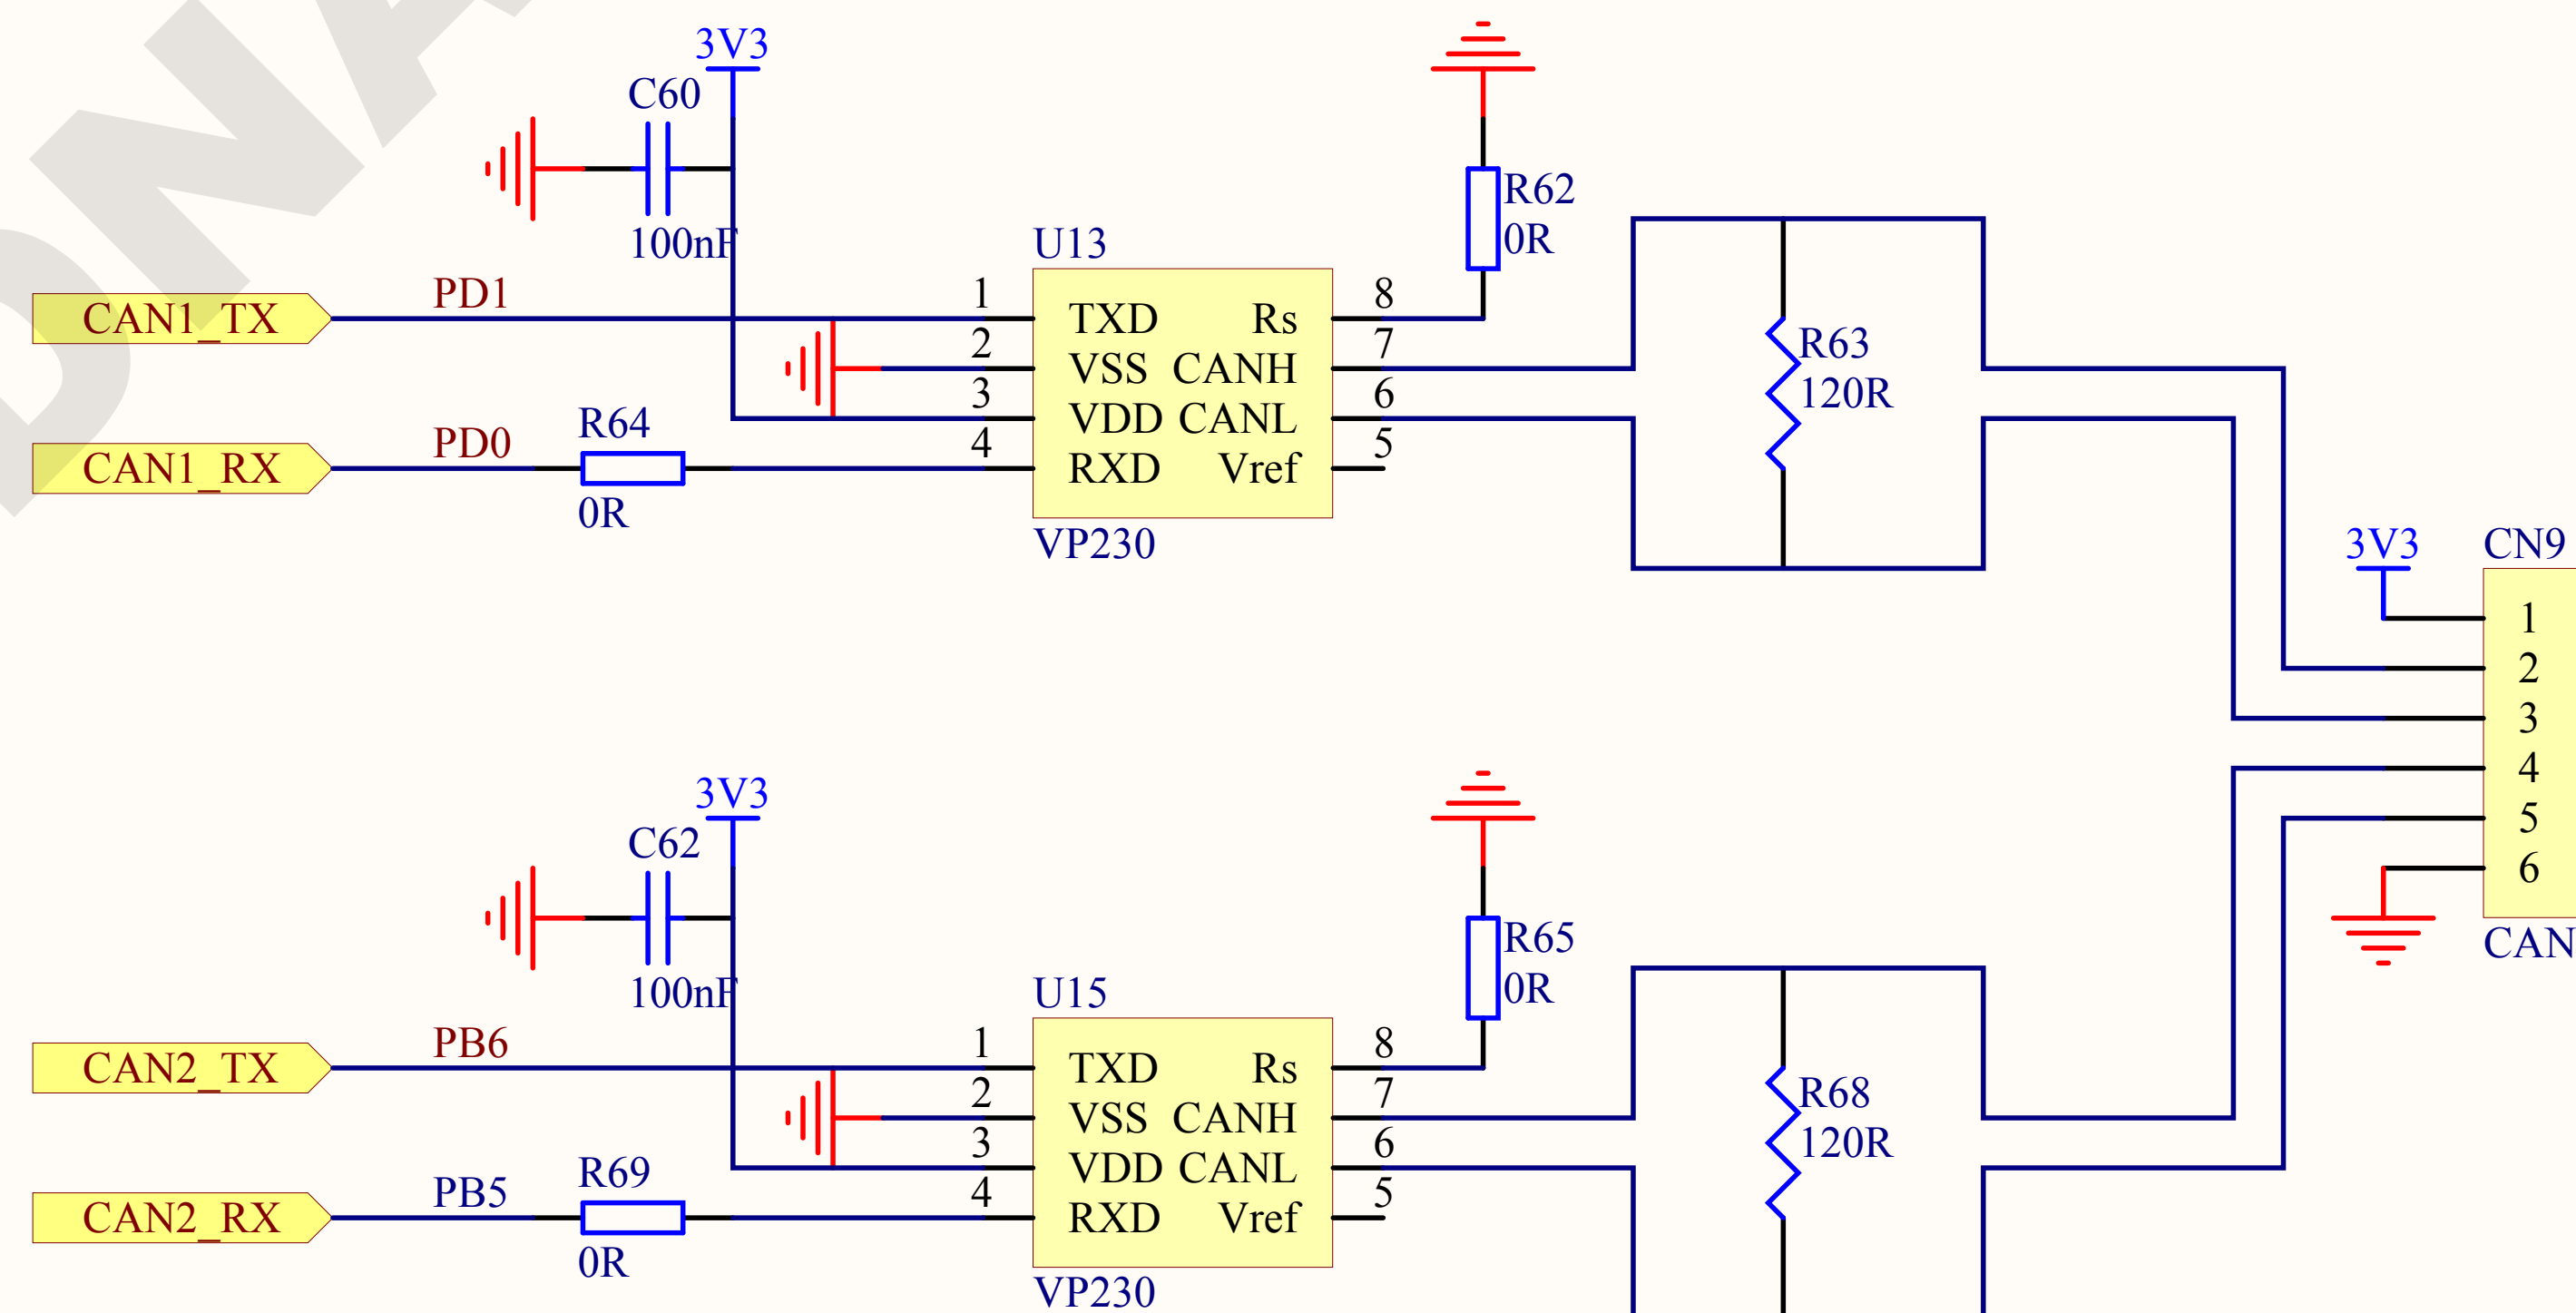 DNA
3V3
C60
100nF
CAN1_TX
PD1
CAN1_RX
PD0
R64
0R
U13
1 TXD Rs 8
2 VSS CANH 7
3 VDD CANL 6
4 RXD Vref 5
VP230
R62
0R
R63
120R
3V3
CN9
1
2
3
4
5
6
CAN
3V3
C62
100nF
CAN2_TX
PB6
CAN2_RX
PB5
R69
0R
U15
1 TXD Rs 8
2 VSS CANH 7
3 VDD CANL 6
4 RXD Vref 5
VP230
R65
0R
R68
120R